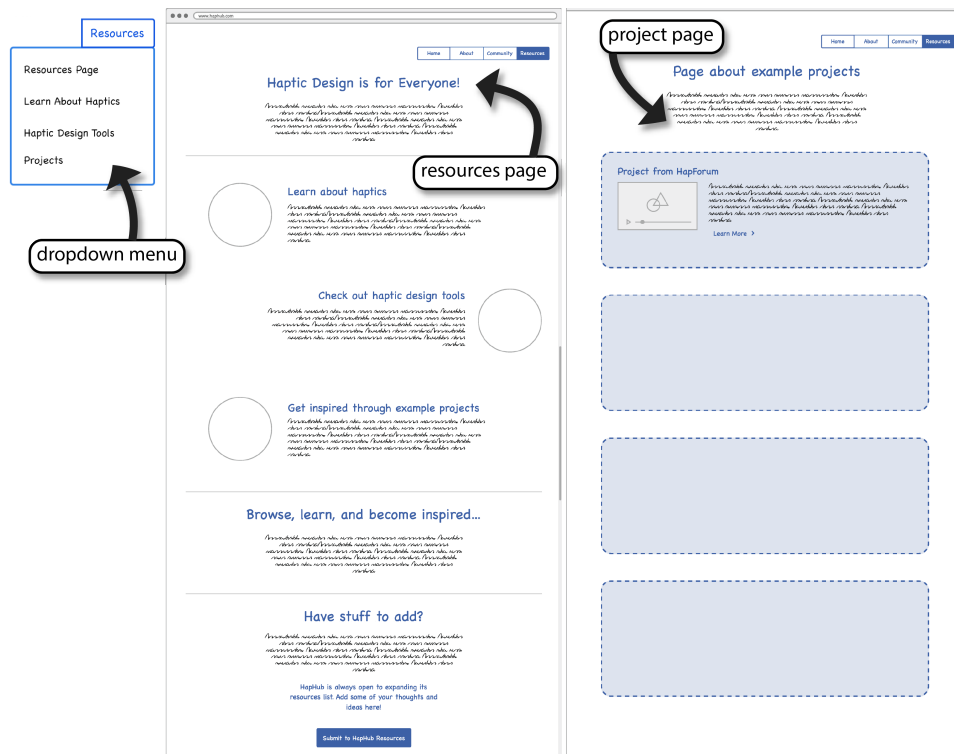 Resources
Resources Page
Learn About Haptics
Haptic Design Tools
Projects
dropdown menu
www.haphub.com
Home
About
Community
Resources
Haptic Design is for Everyone!
resources page
Learn about haptics
Check out haptic design tools
Get inspired through example projects
Browse, learn, and become inspired...
Have stuff to add?
HapHub is always open to expanding its
resources list. Add some of your thoughts and
ideas here!
Submit to HapHub Resources
project page
Home
About
Community
Resources
Page about example projects
Project from HapForum
Learn More >